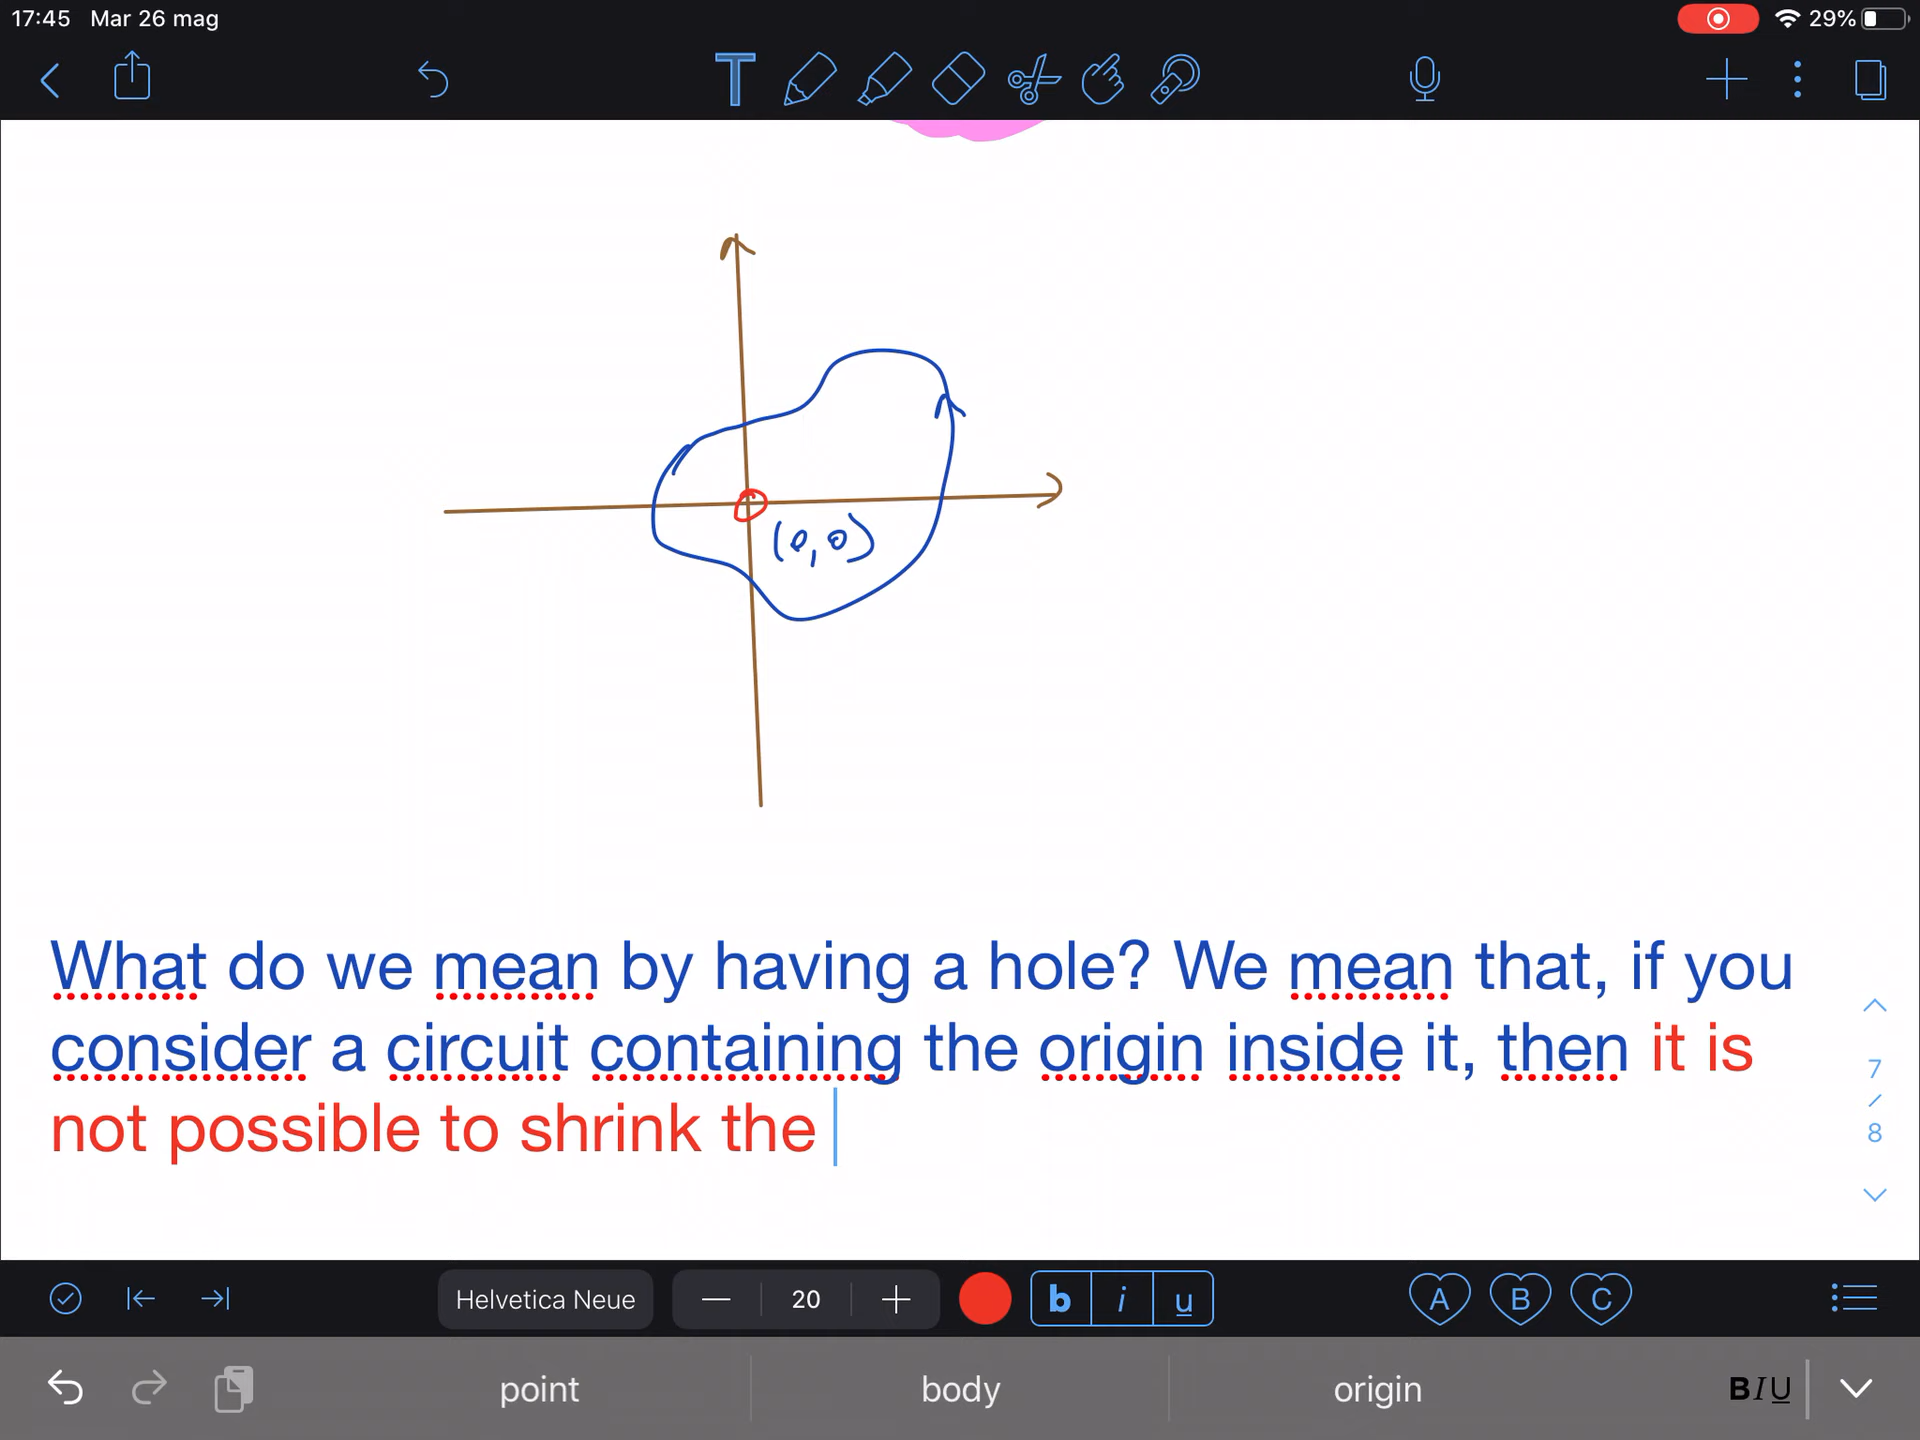 17:45 Mar 26 mag 29%
(0,0)
What do we mean by having a hole? We mean that, if you
consider a circuit containing the origin inside it, then it is
not possible to shrink the
7
/
8
Helvetica Neue 20 b i u A B C
point body origin BIU